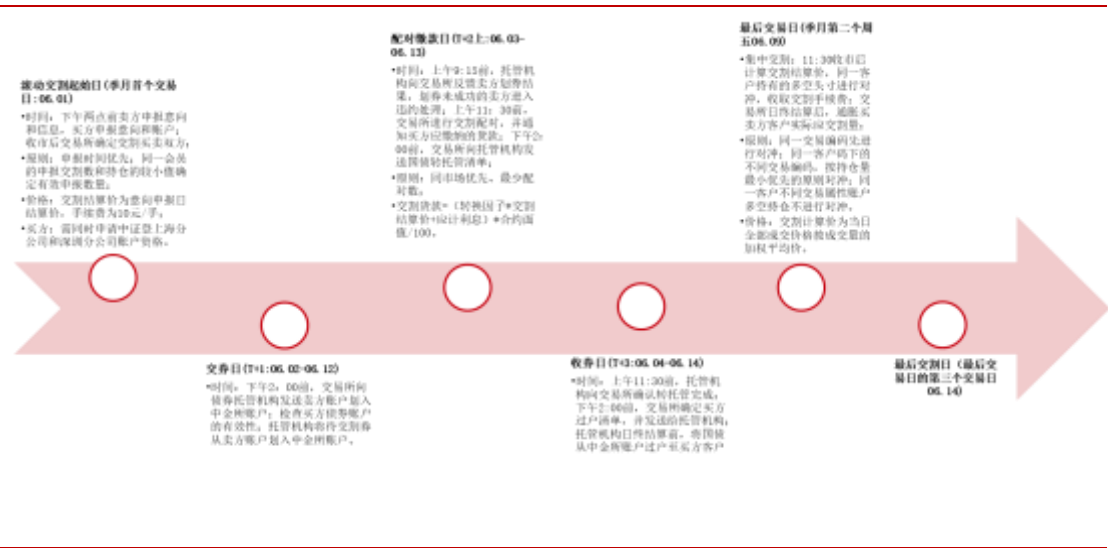 滚动交割起始日(季月首个交易
日:06.01)
•时间：下午两点前卖方申报意向
和信息，买方申报意向和账户；
收市后交易所确定交割买卖双方；
•原则：申报时间优先；同一会员
的申报交割数和持仓的较小值确
定有效申报数量；
•价格：交割结算价为意向申报日
结算价，手续费为10元/手；
•买方：需同时申请中证登上海分
公司和深圳分公司账户资格。
交券日(T+1:06.02-06.12)
•时间：下午2：00前，交易所向
债券托管机构发送卖方账户划入
中金所账户；检查买方债券账户
的有效性；托管机构将待交割券
从卖方账户划入中金所账户、
配对缴款日(T+2上:06.03-
06.13)
•时间：上午9:15前，托管机
构向交易所反馈卖方划券结
果，划券未成功的卖方进入
违约处理；上午11：30前，
交易所进行交割配对，并通
知买方应缴纳的货款；下午2:
00前，交易所向托管机构发
送国债转托管清单；
•原则：同市场优先、最少配
对数；
•交割货款=（转换因子*交割
结算价+应计利息）*合约面
值/100。
收券日(T+3:06.04-06.14)
•时间：上午11:30前，托管机
构向交易所确认转托管完成；
下午2:00前，交易所确定买方
过户清单，并发送给托管机构；
托管机构日终结算前，将国债
从中金所账户过户至买方客户
最后交易日(季月第二个周
五06.09)
•集中交割：11:30收市后
计算交割结算价，同一客
户持有的多空头寸进行对
冲，收取交割手续费；交
易所日终结算后，通账买
卖方客户实际应交割量；
•原则：同一交易编码先进
行对冲；同一客户码下的
不同交易编码，按持仓量
最小优先的原则对冲；同
一客户不同交易属性账户
多空持仓不进行对冲。
•价格：交割计算价为当日
全部成交价格按成交量的
加权平均价。
最后交割日（最后交
易日的第三个交易日
06.14)